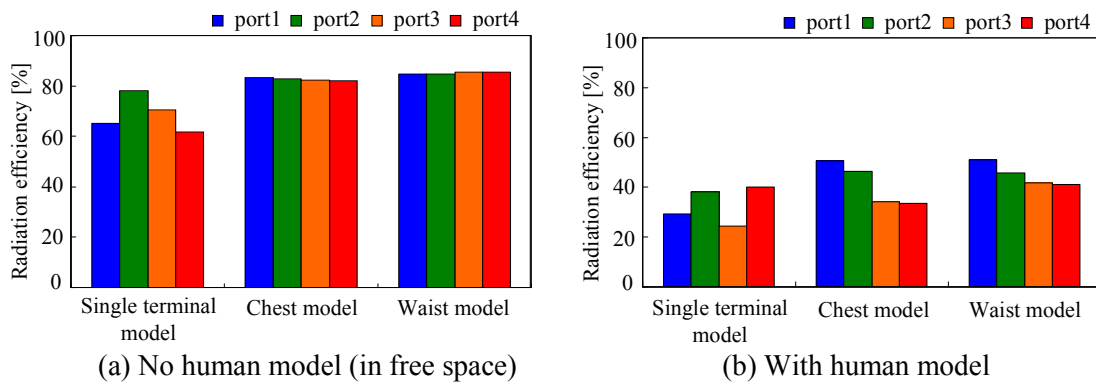 port1 port2 port3 port4
Radiation efficiency [%]
100
80
60
40
20
0
Single terminal
model
Chest model
Waist model
(a) No human model (in free space)
port1 port2 port3 port4
Radiation efficiency [%]
100
80
60
40
20
0
Single terminal
model
Chest model
Waist model
(b) With human model